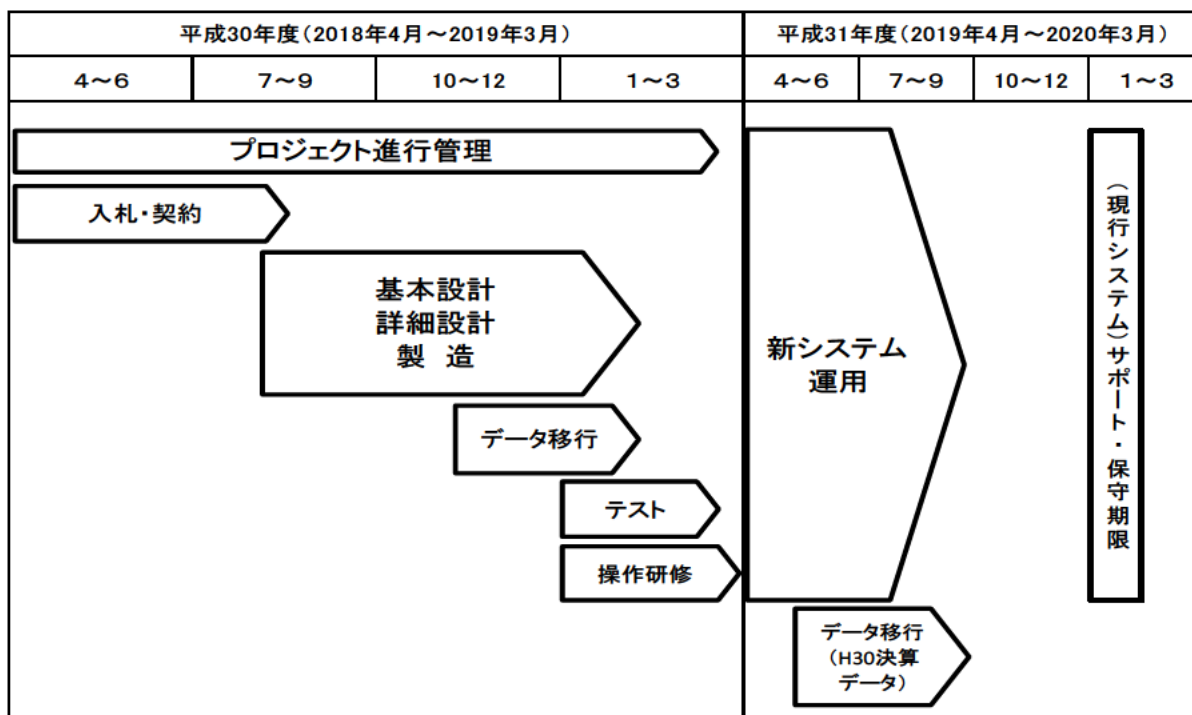 平成30年度(2018年4月~2019年3月)
平成31年度(2019年4月~2020年3月)
4~6
7~9
10~12
1~3
4~6
7~9
10~12
1~3
プロジェクト進行管理
入札・契約
基本設計
詳細設計
製 造
データ移行
テスト
操作研修
新システム
運用
データ移行
(H30決算
データ)
(現行システム)サポート・保守期限